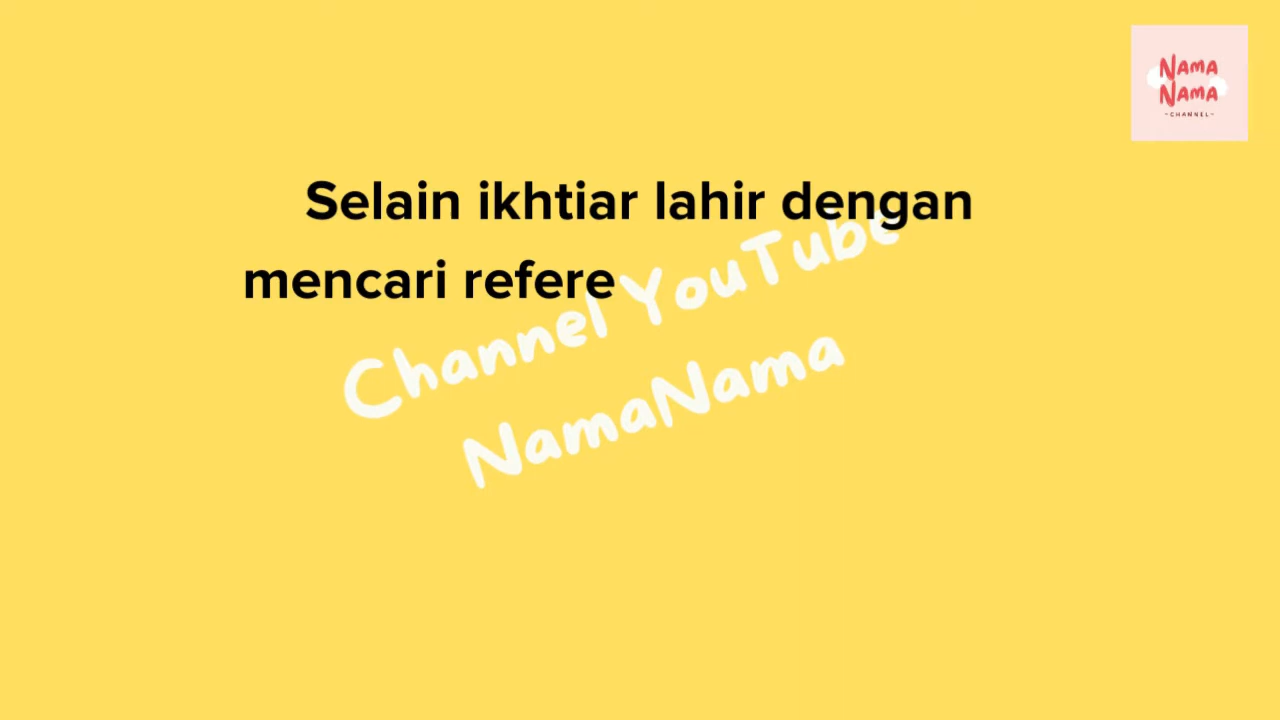 NAMA
NAMA
~CHANNEL~
Selain ikhtiar lahir dengan
mencari refere
Channel YouTube
NamaNama